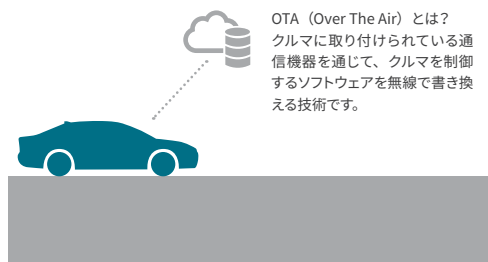 OTA（Over The Air）とは？
クルマに取り付けられている通
信機器を通じて、クルマを制御
するソフトウェアを無線で書き換
える技術です。